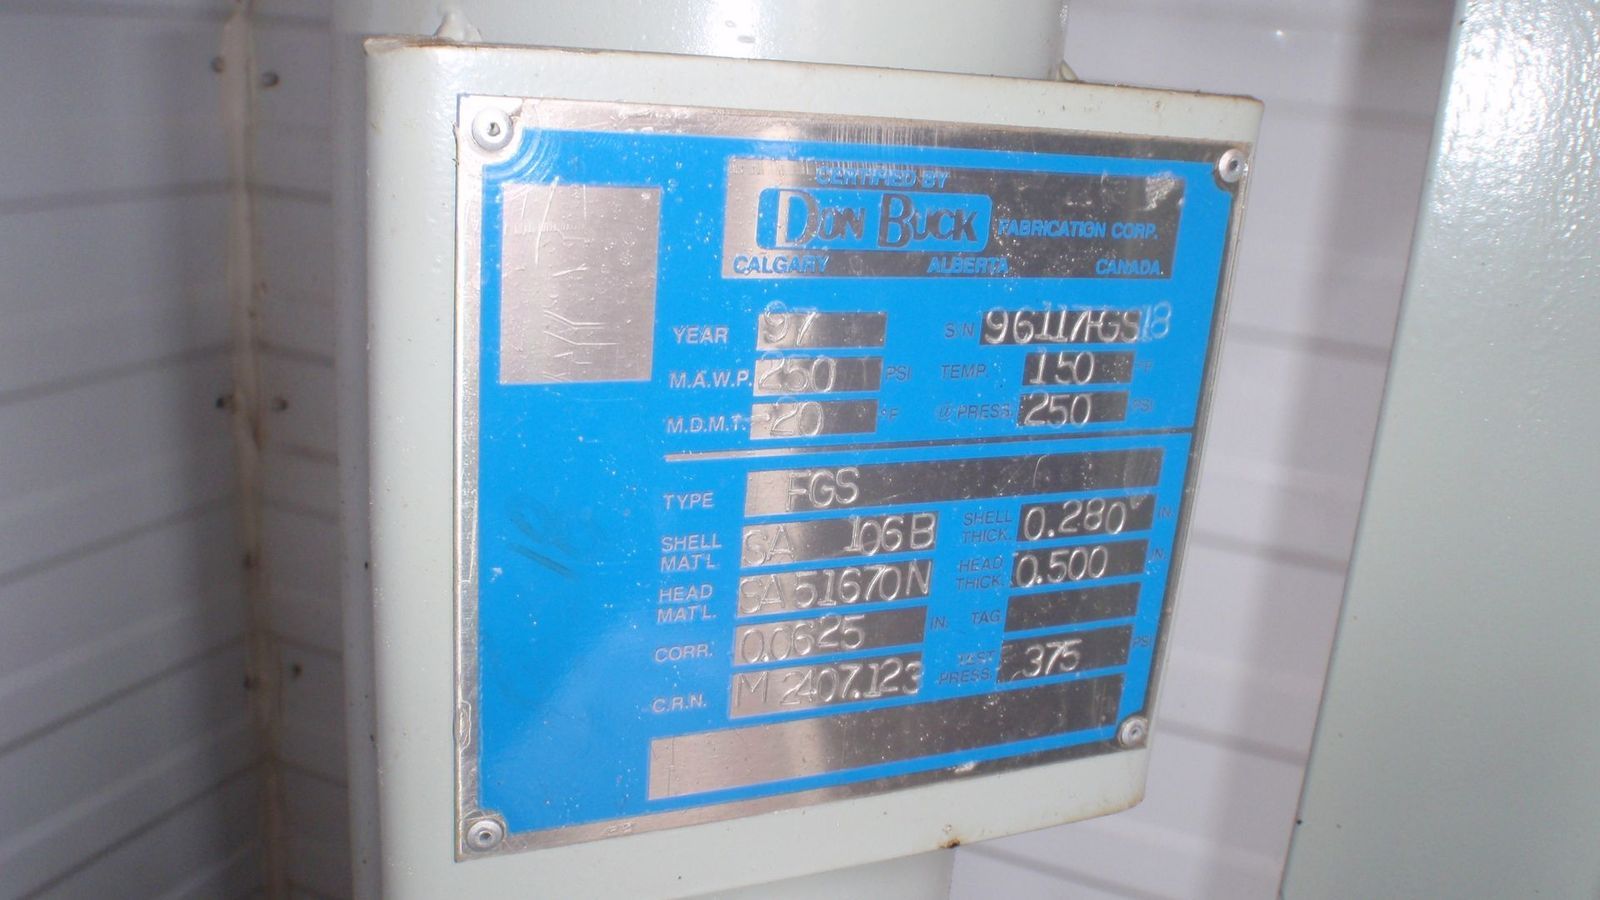 CERTIFIED BY
DON BUCK FABRICATION CORP.
CALGARY ALBERTA CANADA
YEAR 97 S/N 96117FGS18
M.A.W.P. 250 PSI TEMP. 150 °F
M.D.M.T. -20 °F @ PRESS. 250 PSI
TYPE FGS
SHELL MAT'L SA 106B SHELL THICK. 0.280 IN.
HEAD MAT'L. SA51670N HEAD THICK. 0.500 IN.
CORR. 0.0625 IN. TAG
C.R.N. M 2407.123 TEST PRESS. 375 PSI